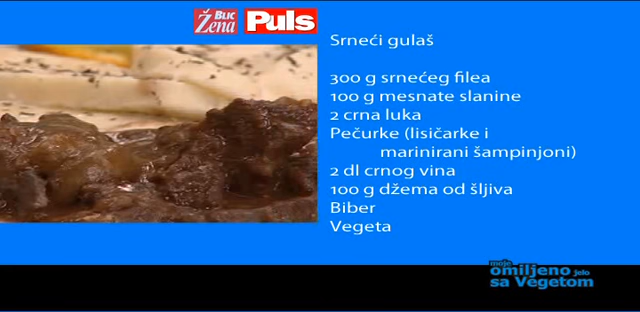 BLIC
Žena
Puls
Srneći gulaš
300 g srnećeg filea
100 g mesnate slanine
2 crna luka
Pečurke (lisičarke i
marinirani šampinjoni)
2 dl crnog vina
100 g džema od šljiva
Biber
Vegeta
moje
omiljeno jelo
sa Vegetom